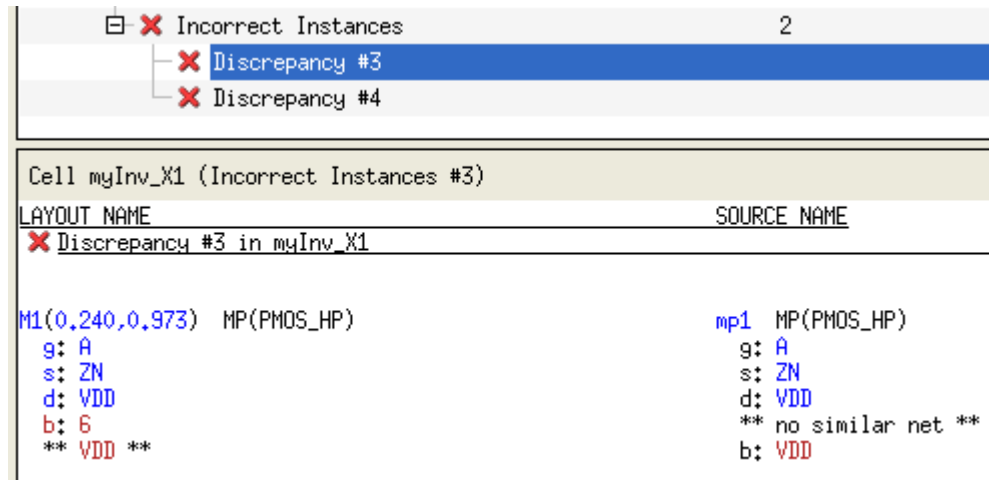 Incorrect Instances 2
Discrepancy #3
Discrepancy #4
Cell myInv_X1 (Incorrect Instances #3)
LAYOUT NAME SOURCE NAME
Discrepancy #3 in myInv_X1
M1(0.240,0.973) MP(PMOS_HP) mp1 MP(PMOS_HP)
g: A g: A
s: ZN s: ZN
d: VDD d: VDD
b: 6 ** no similar net **
** VDD ** b: VDD